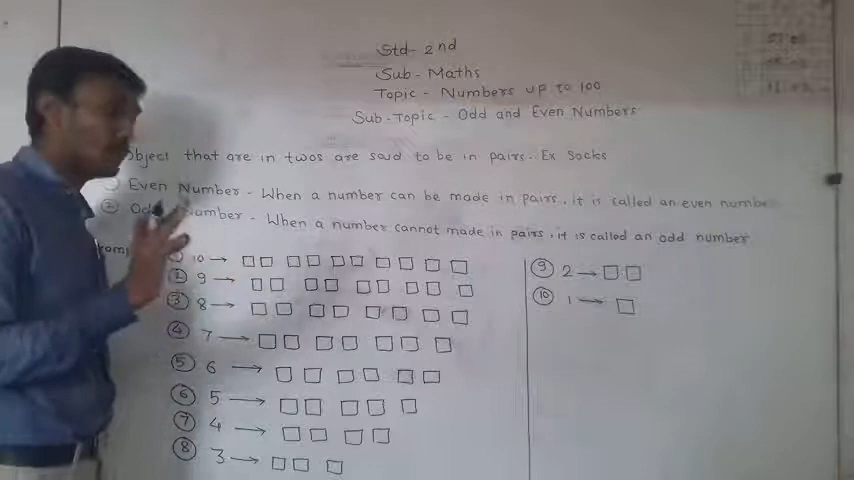 Std- 2nd
Sub- Maths
Topic - Numbers up to 100
Sub-Topic - Odd and Even Numbers
object that are in twos are said to be in pairs. Ex Socks
Even Number - When a number can be made in pairs, it is called an even number
② Odd Number - When a number cannot made in pairs, it is called an odd number
① 10 →
② 9 →
③ 8 →
④ 7 →
⑤ 6 →
⑥ 5 →
⑦ 4 →
⑧ 3 →
⑨ 2 →
⑩ 1 →